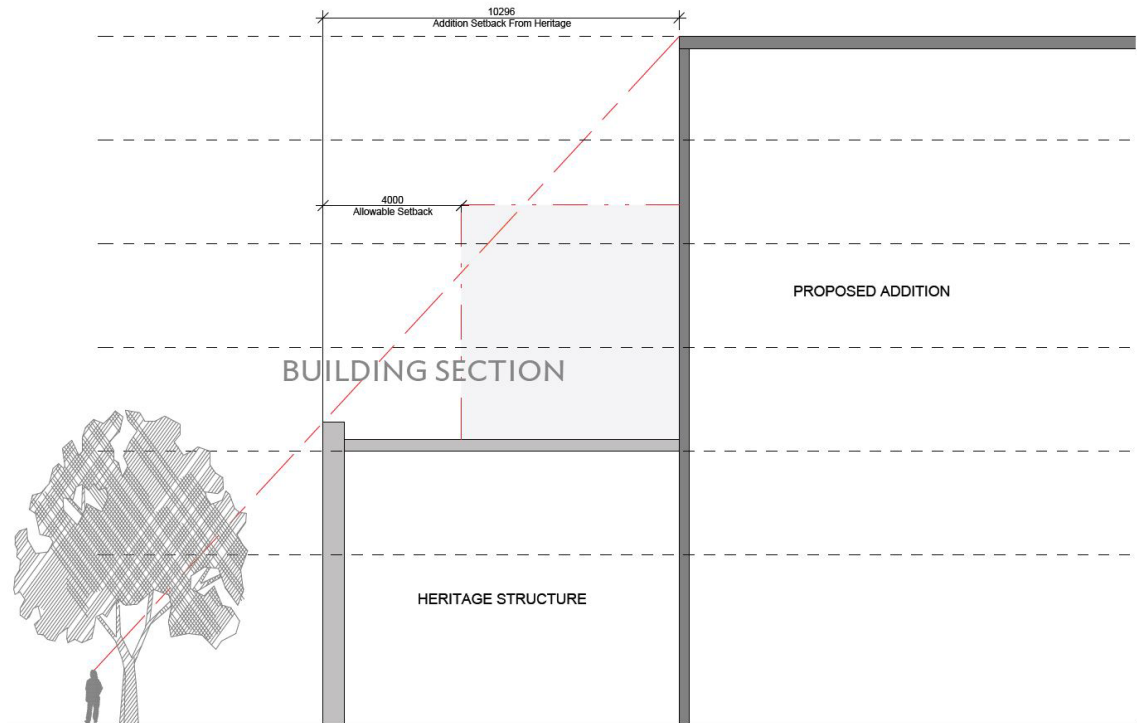 10296
Addition Setback From Heritage
4000
Allowable Setback
PROPOSED ADDITION
BUILDING SECTION
HERITAGE STRUCTURE